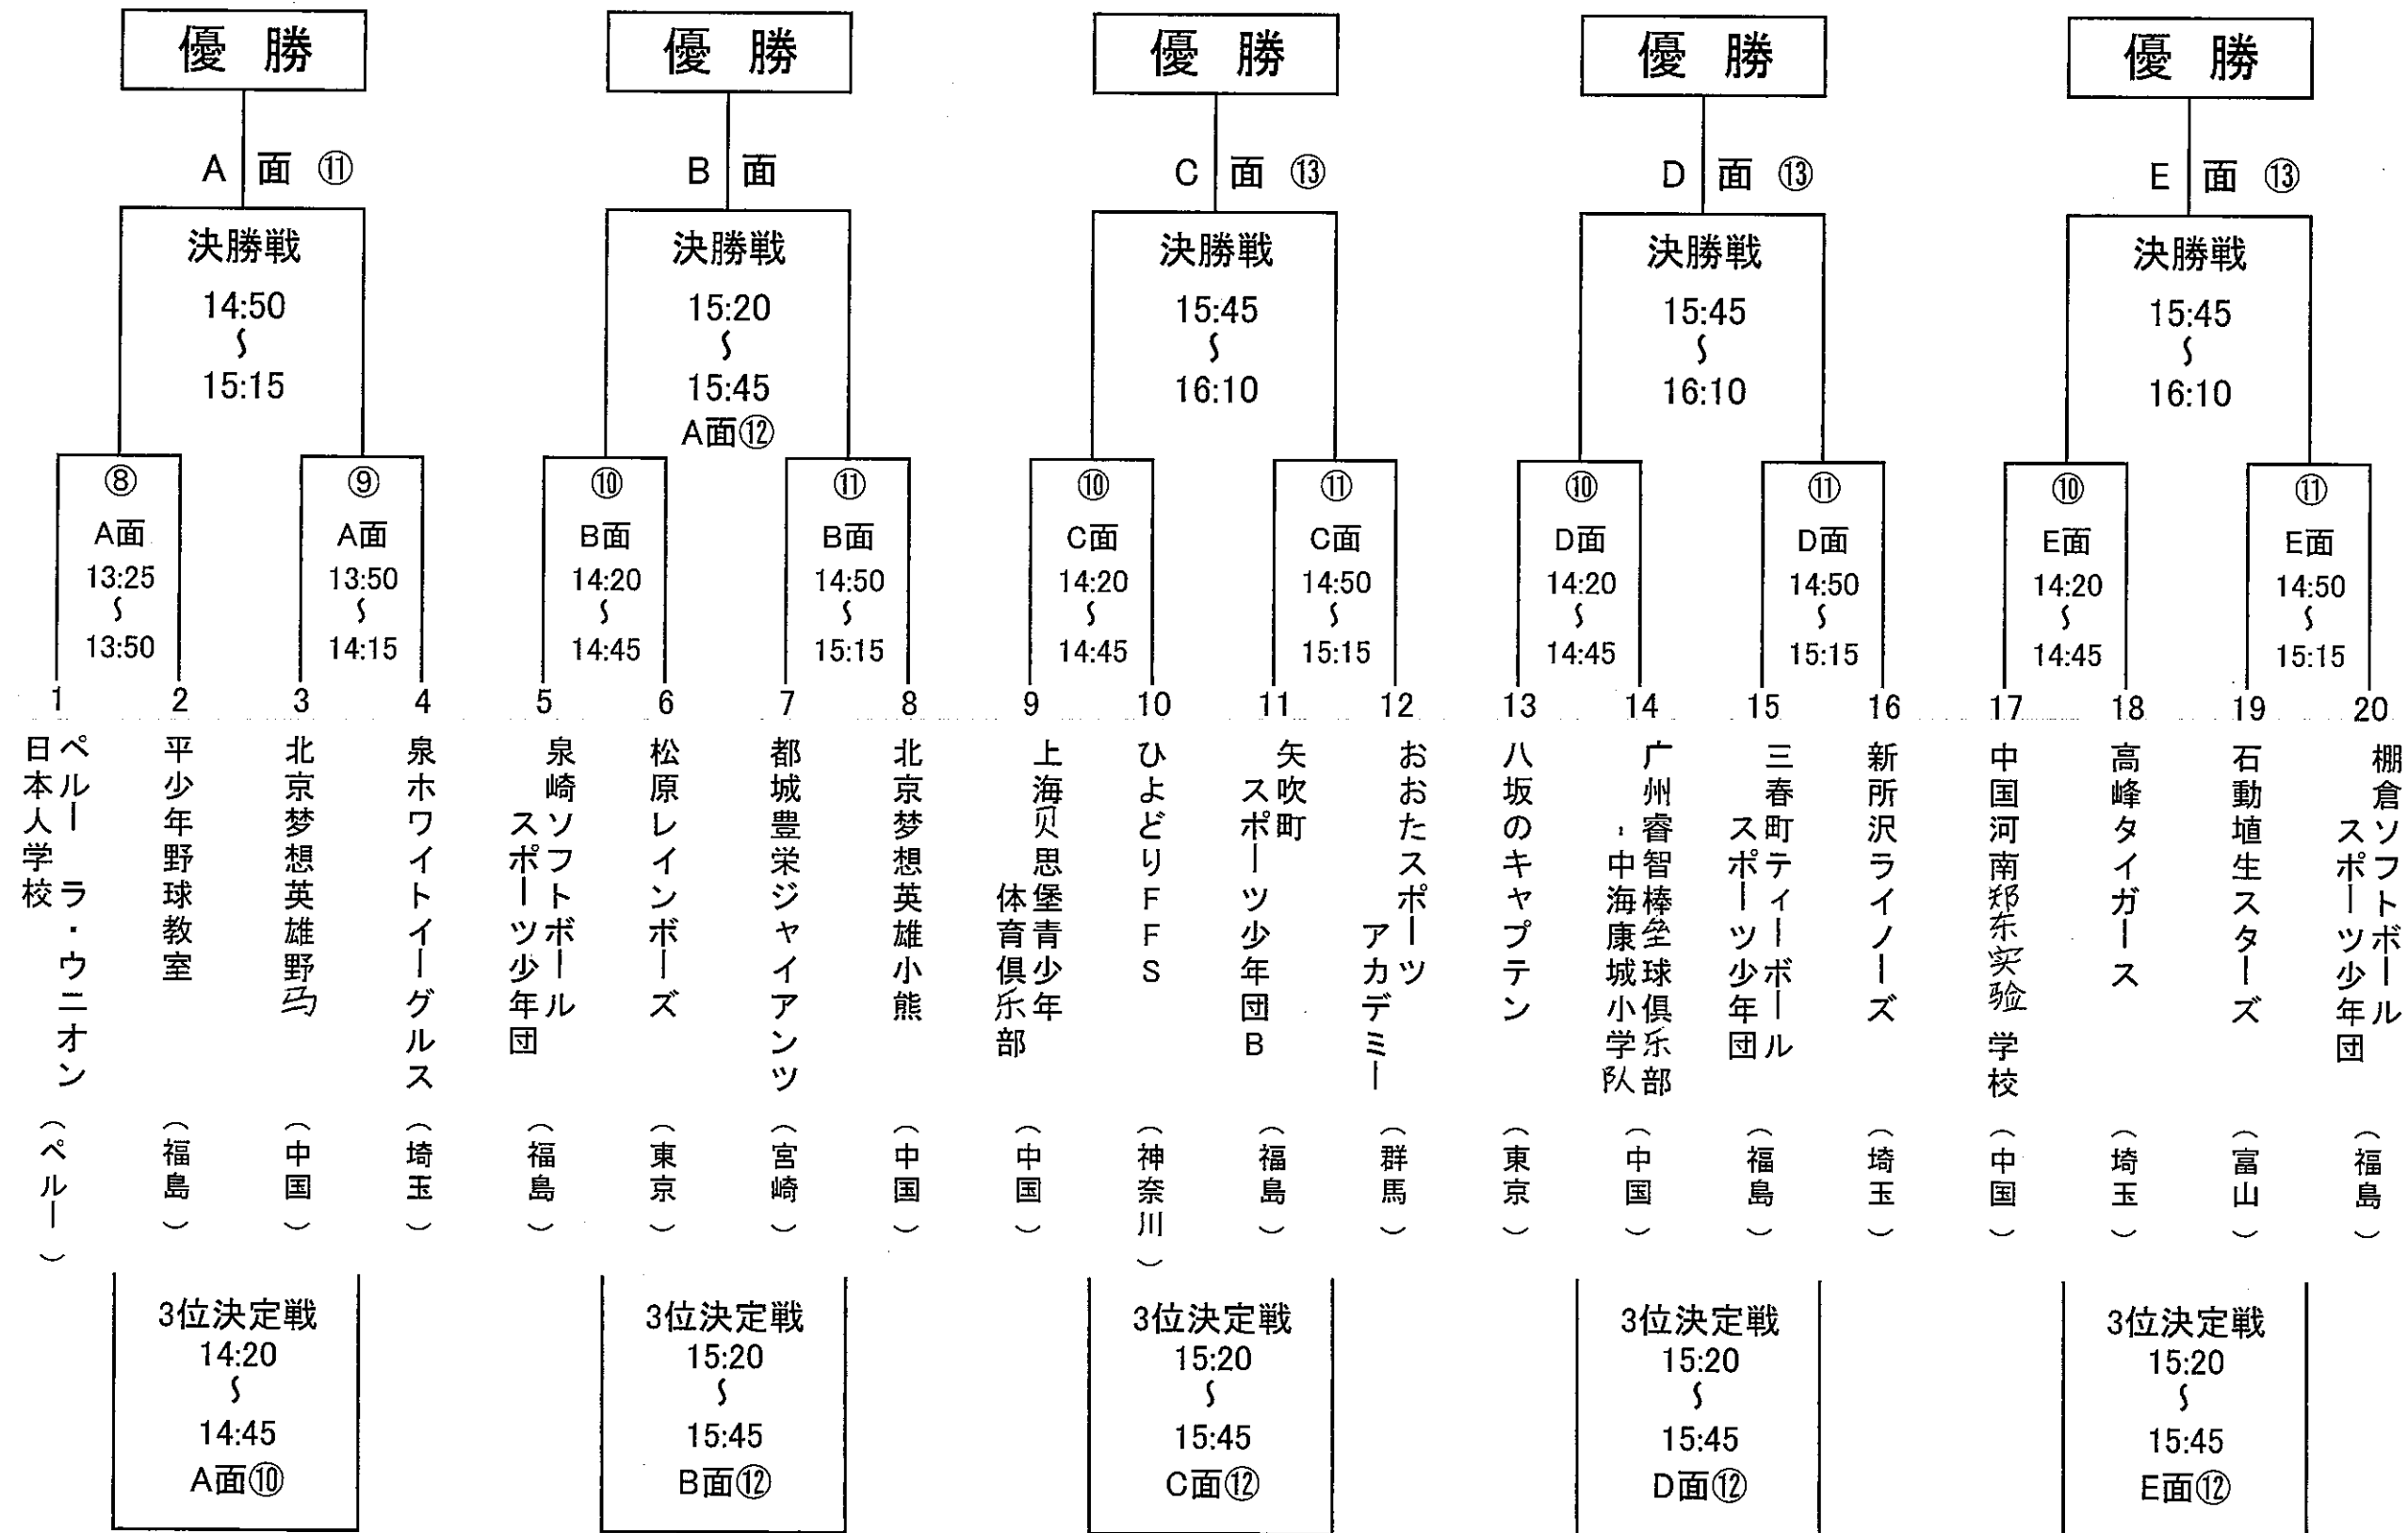 優 勝
優 勝
優 勝
優 勝
優 勝
A 面 ⑪
B 面
C 面 ⑬
D 面 ⑬
E 面 ⑬
決勝戦
14:50
～
15:15
決勝戦
15:20
～
15:45
A面⑫
決勝戦
15:45
～
16:10
決勝戦
15:45
～
16:10
決勝戦
15:45
～
16:10
⑧
A面
13:25
～
13:50
⑨
A面
13:50
～
14:15
⑩
B面
14:20
～
14:45
⑪
B面
14:50
～
15:15
⑩
C面
14:20
～
14:45
⑪
C面
14:50
～
15:15
⑩
D面
14:20
～
14:45
⑪
D面
14:50
～
15:15
⑩
E面
14:20
～
14:45
⑪
E面
14:50
～
15:15
1
ペルー ラ・ウニオン
日本人学校
（ペルー）
2
平少年野球教室
（福島）
3
北京梦想英雄野马
（中国）
4
泉ホワイトイーグルス
（埼玉）
5
泉崎ソフトボール
スポーツ少年団
（福島）
6
松原レインボーズ
（東京）
7
都城豊栄ジャイアンツ
（宮崎）
8
北京梦想英雄小熊
（中国）
9
上海贝思堡青少年
体育倶乐部
（中国）
10
ひよどりFFS
（神奈川）
11
矢吹町
スポーツ少年団B
（福島）
12
おおたスポーツ
アカデミー
（群馬）
13
八坂のキャプテン
（東京）
14
广州睿智棒垒球倶乐部
：中海康城小学队
（中国）
15
三春町ティーボール
スポーツ少年団
（福島）
16
新所沢ライノーズ
（埼玉）
17
中国河南郑东实验 学校
（中国）
18
高峰タイガース
（埼玉）
19
石動埴生スターズ
（富山）
20
棚倉ソフトボール
スポーツ少年団
（福島）
3位決定戦
14:20
～
14:45
A面⑩
3位決定戦
15:20
～
15:45
B面⑫
3位決定戦
15:20
～
15:45
C面⑫
3位決定戦
15:20
～
15:45
D面⑫
3位決定戦
15:20
～
15:45
E面⑫